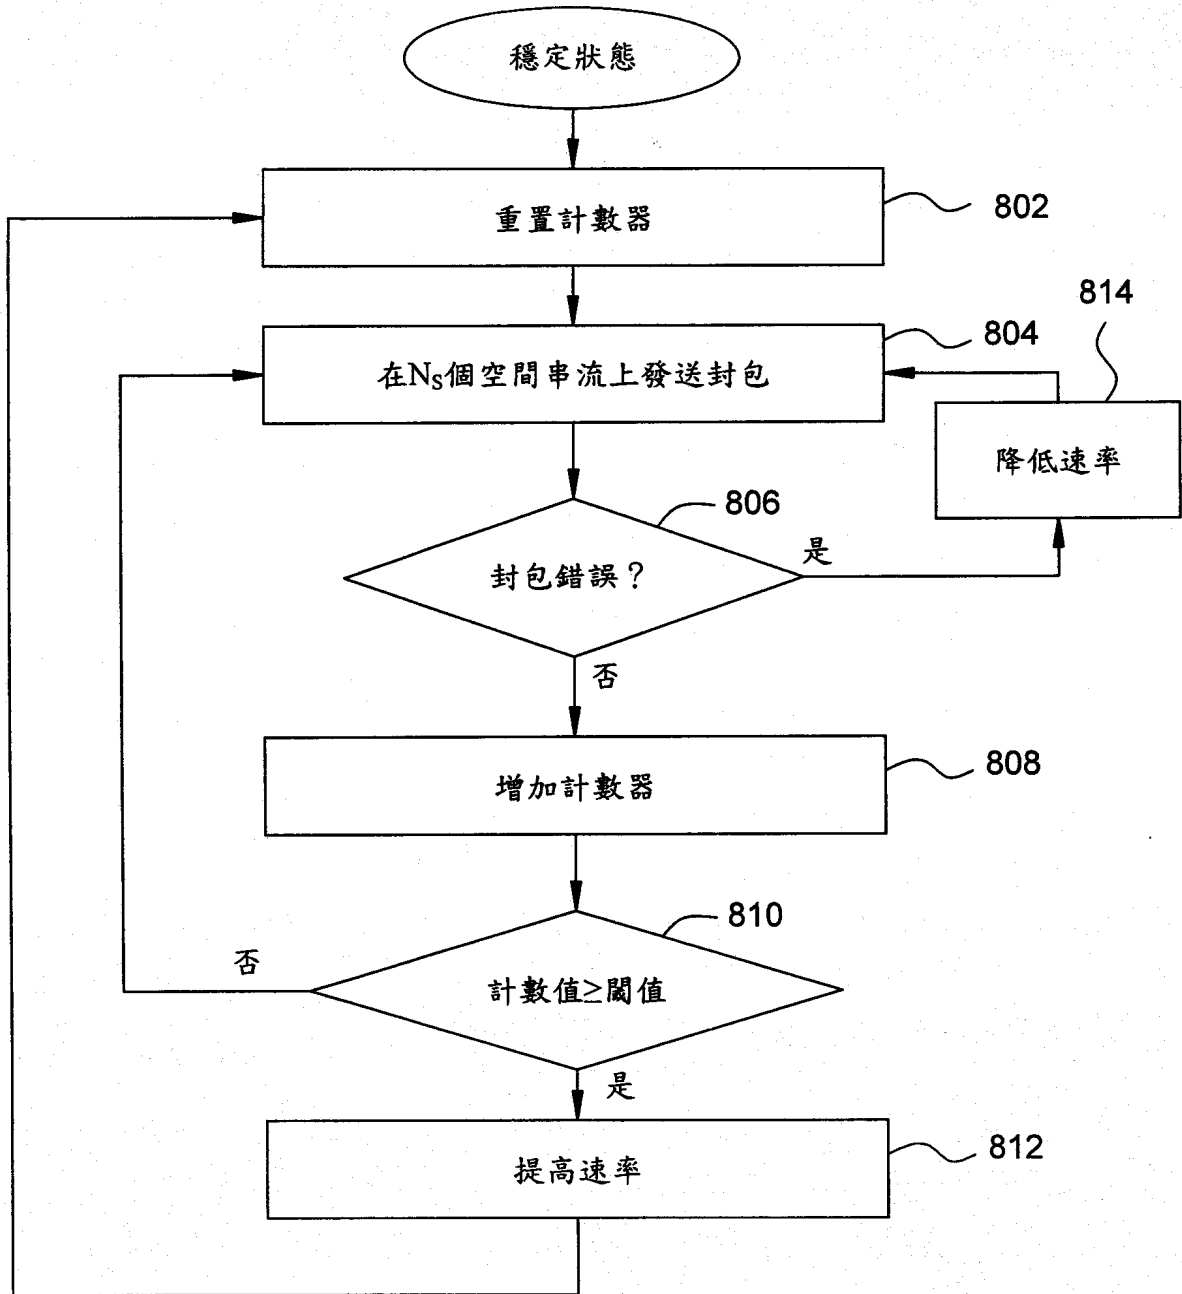 穩定狀態
重置計數器
802
814
在Ns個空間串流上發送封包
804
降低速率
806
封包錯誤？
是
否
增加計數器
808
810
否
計數值≥閾值
是
提高速率
812